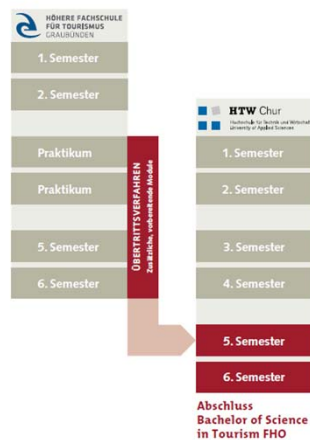 HÖHERE FACHSCHULE
FÜR TOURISMUS
GRAUBÜNDEN
1. Semester
2. Semester
Praktikum
Praktikum
5. Semester
6. Semester
ÜBERTRITTSVERFAHREN
Zusätzliche, vorbereitende Module
HTW Chur
Hochschule für Technik und Wirtschaft
University of Applied Sciences
1. Semester
2. Semester
3. Semester
4. Semester
5. Semester
6. Semester
Abschluss
Bachelor of Science
in Tourism FHO